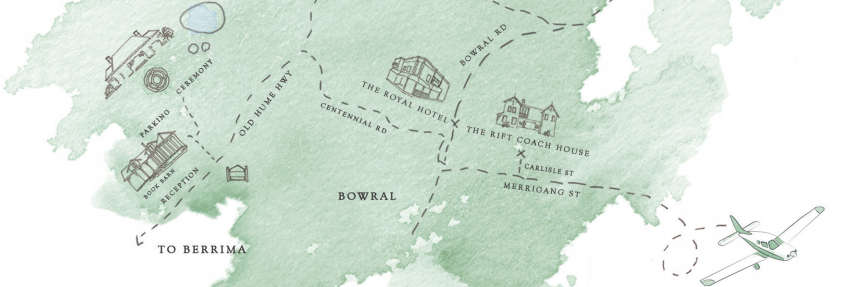 CEREMONY
PARKING
BOOK BARN
RECEPTION
OLD HUME HWY
TO BERRIMA
CENTENNIAL RD
THE ROYAL HOTEL
BOWRAL RD
THE RIFT COACH HOUSE
CARLISLE ST
MERRIGANG ST
BOWRAL